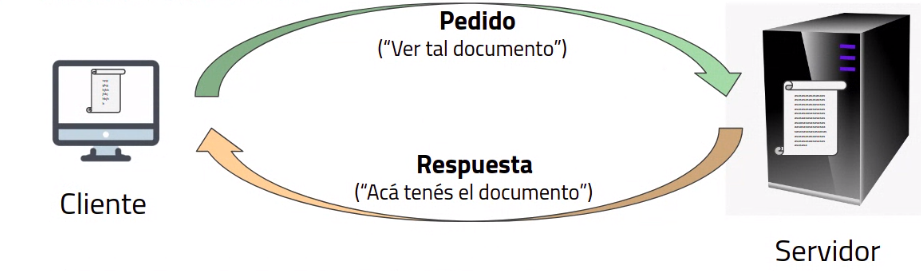 Pedido
(“Ver tal documento”)
Respuesta
(“Acá tenés el documento”)
Cliente
Servidor